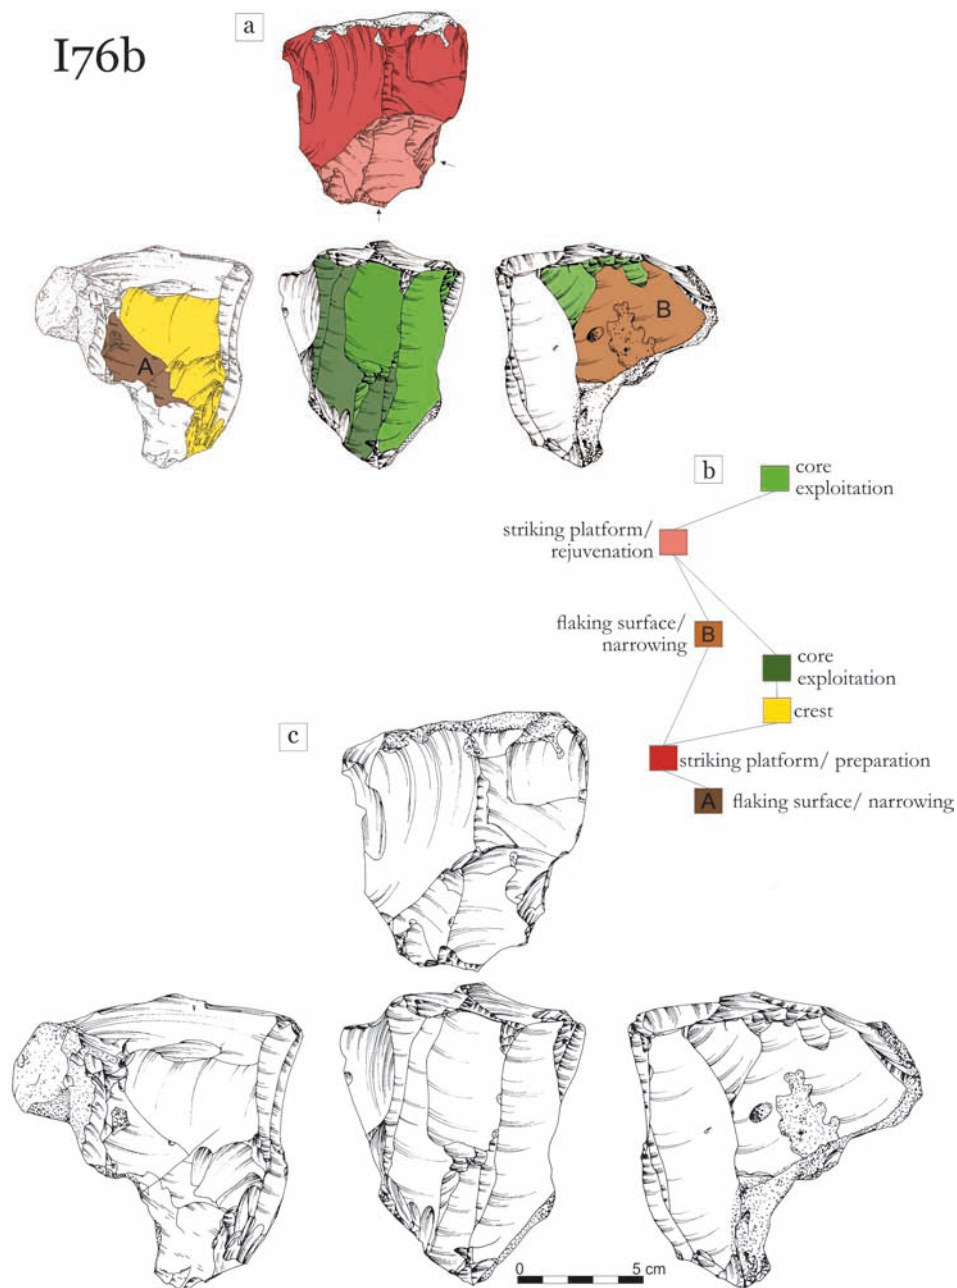 I76b
a
A
B
b
core
exploitation
striking platform/
rejuvenation
flaking surface/
narrowing
B
core
exploitation
crest
c
striking platform/ preparation
A
flaking surface/ narrowing
0
5 cm